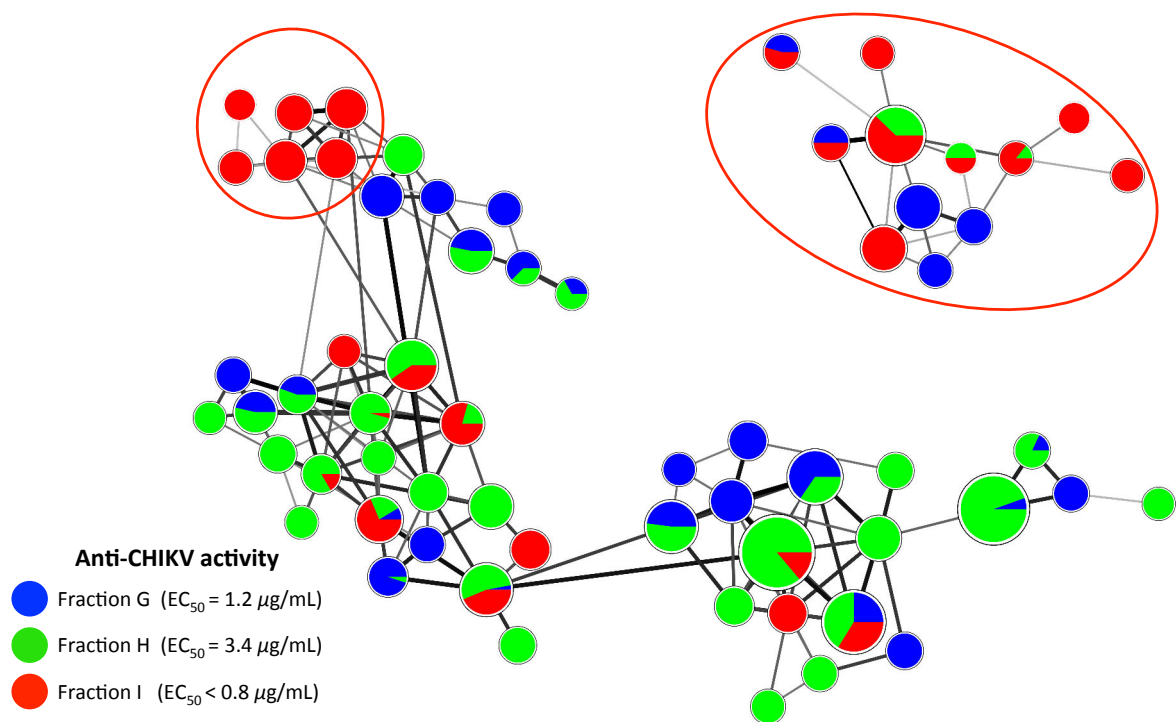 Anti-CHIKV activity
Fraction G (EC50 = 1.2 µg/mL)
Fraction H (EC50 = 3.4 µg/mL)
Fraction I (EC50 < 0.8 µg/mL)